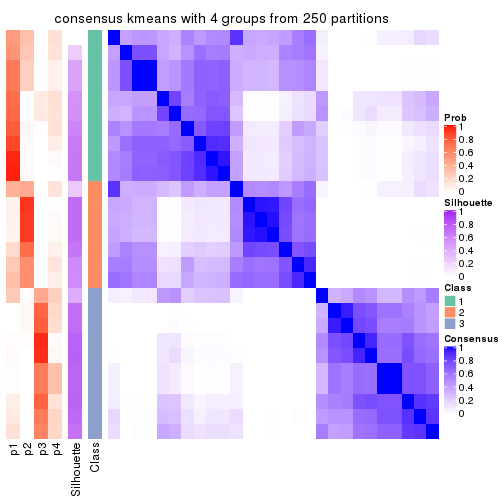 consensus kmeans with 4 groups from 250 partitions
Prob
1
0.8
0.6
0.4
0.2
0
Silhouette
1
0.8
0.6
0.4
0.2
0
Class
1
2
3
Consensus
1
0.8
0.6
0.4
0.2
0
p1
p2
p3
p4
Silhouette
Class